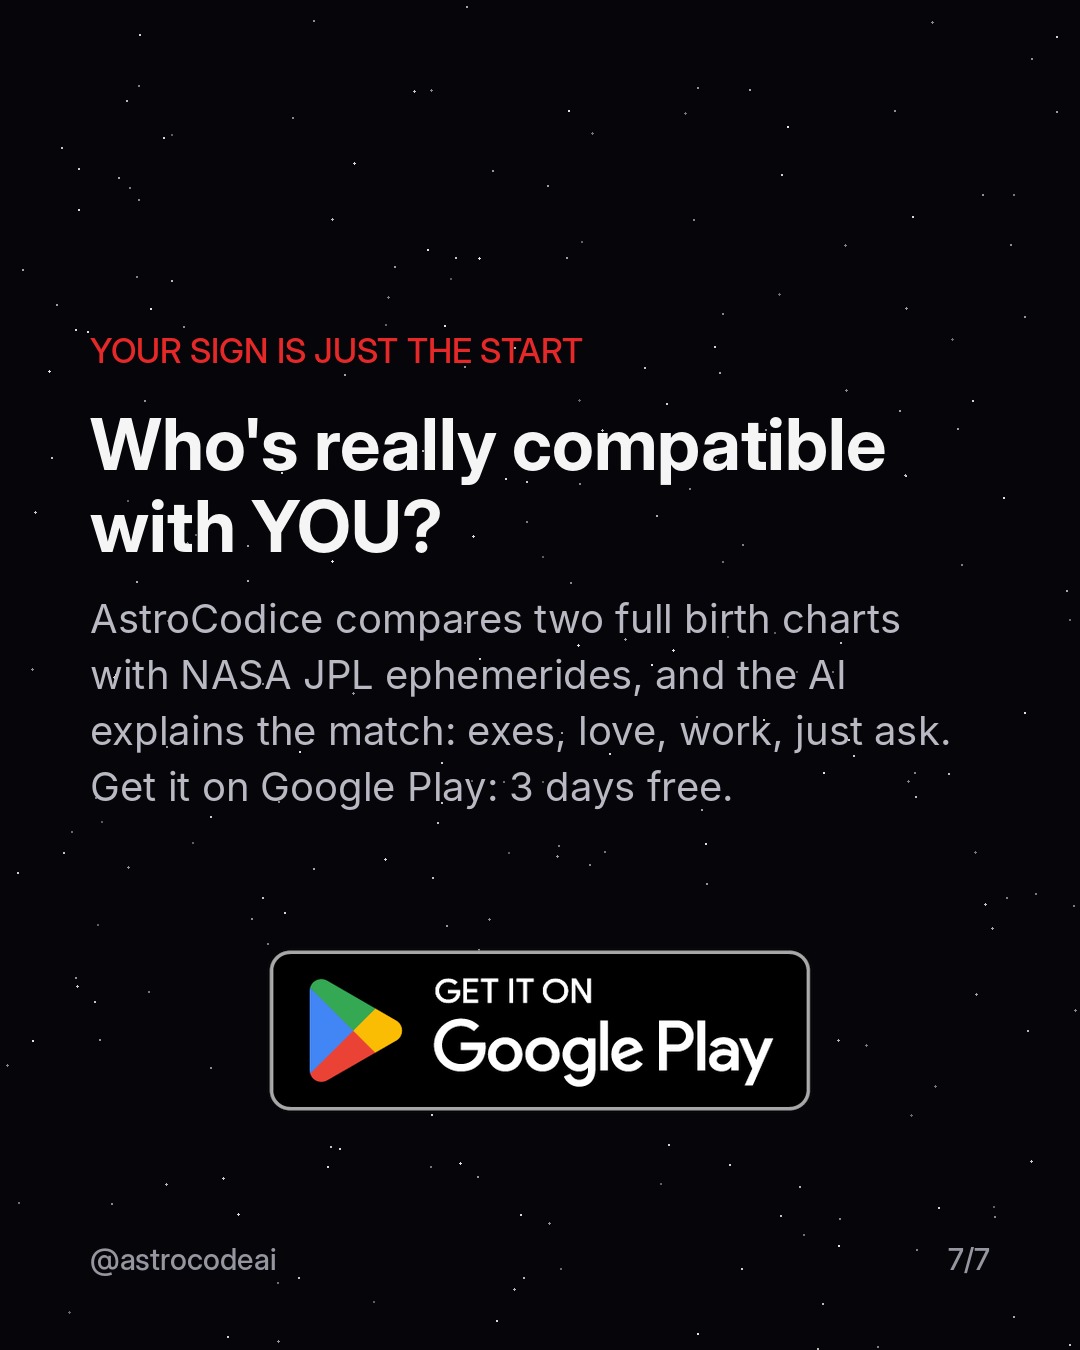 YOUR SIGN IS JUST THE START
Who's really compatible
with YOU?
AstroCodice compares two full birth charts
with NASA JPL ephemerides, and the AI
explains the match: exes, love, work, just ask.
Get it on Google Play: 3 days free.
GET IT ON
Google Play
@astrocodeai
7/7